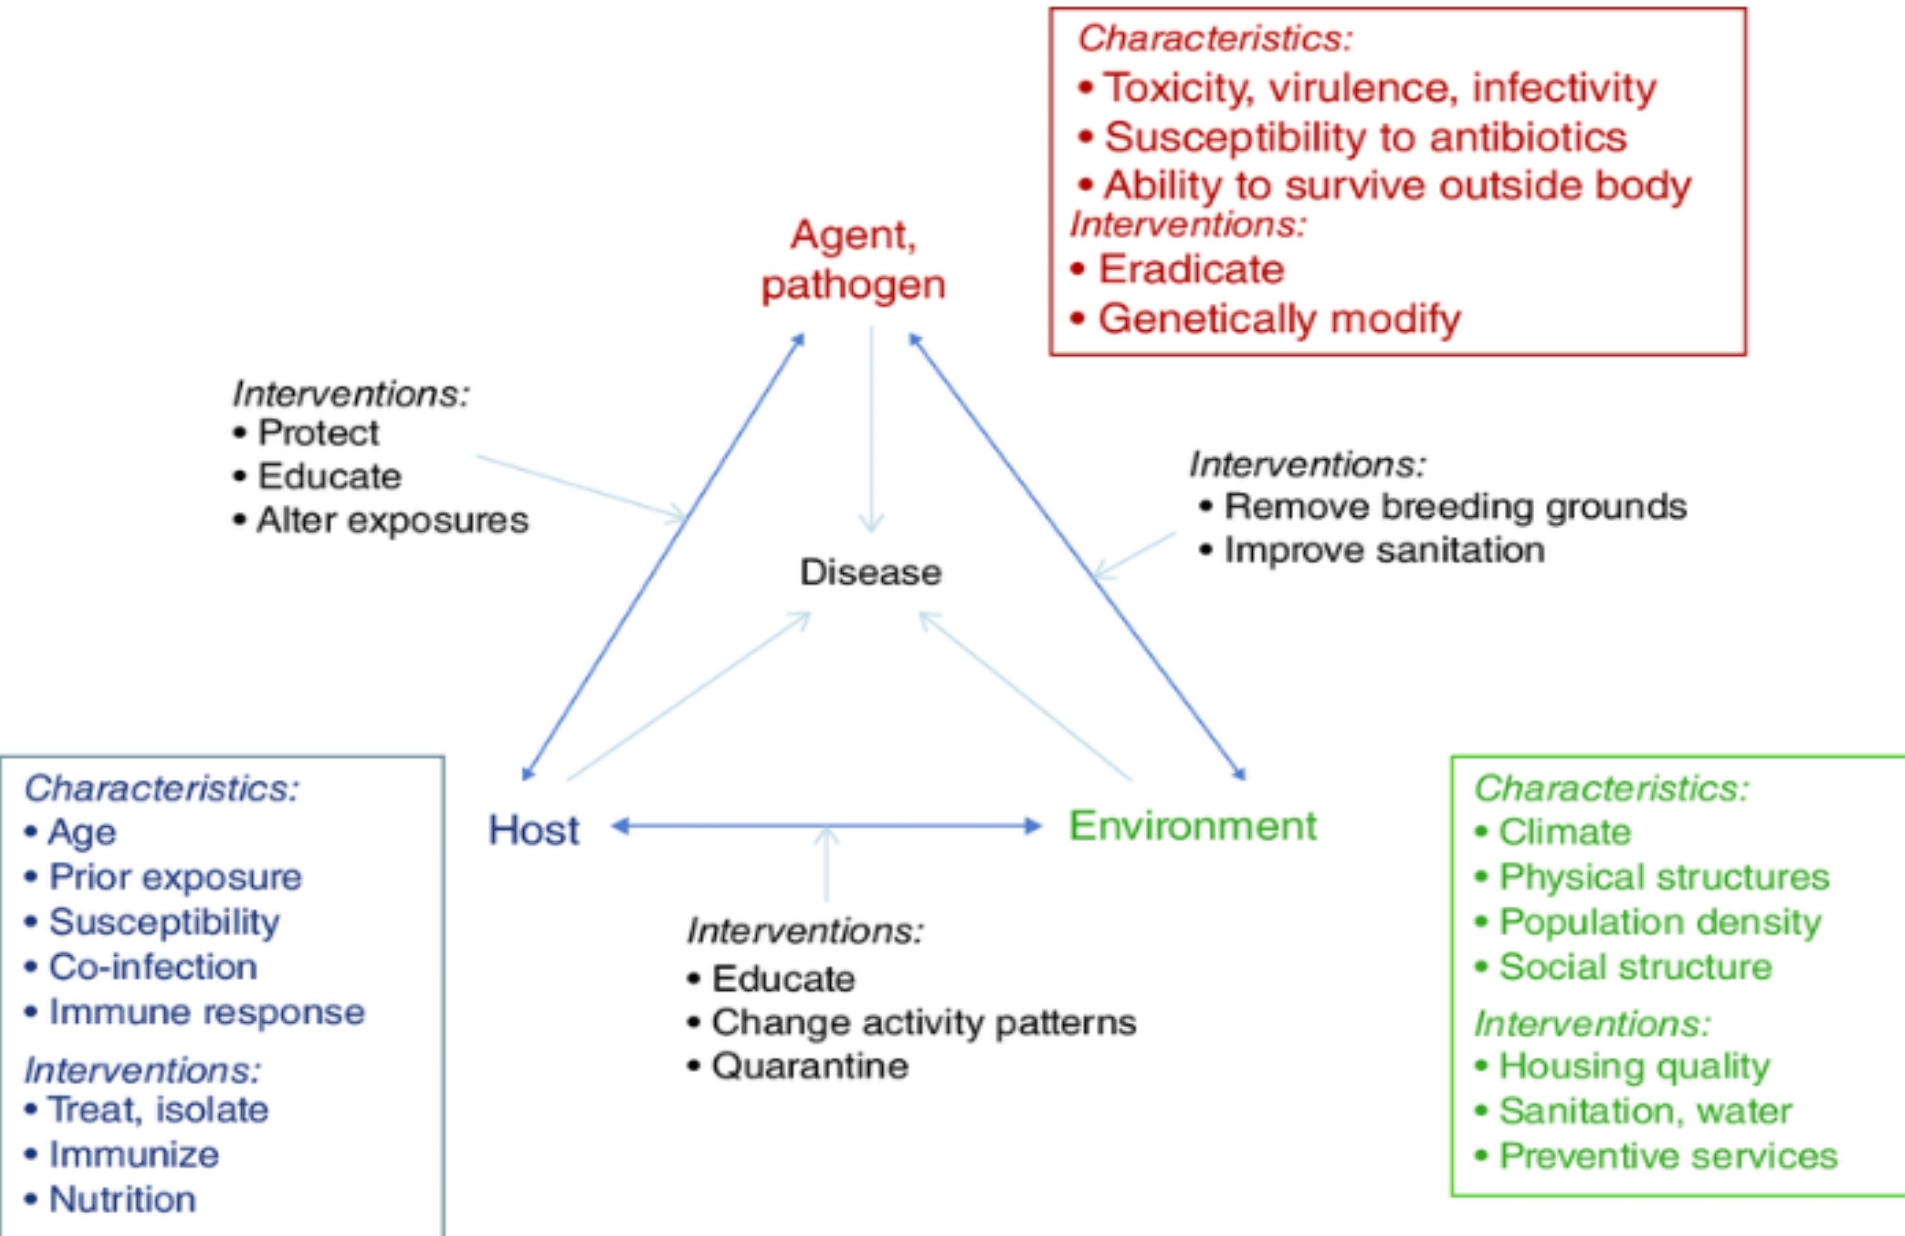 Characteristics:
• Toxicity, virulence, infectivity
• Susceptibility to antibiotics
• Ability to survive outside body
Interventions:
• Eradicate
• Genetically modify
Agent,
pathogen
Interventions:
• Protect
• Educate
• Alter exposures
Interventions:
• Remove breeding grounds
• Improve sanitation
Disease
Characteristics:
• Age
• Prior exposure
• Susceptibility
• Co-infection
• Immune response
Interventions:
• Treat, isolate
• Immunize
• Nutrition
Host
Environment
Interventions:
• Educate
• Change activity patterns
• Quarantine
Characteristics:
• Climate
• Physical structures
• Population density
• Social structure
Interventions:
• Housing quality
• Sanitation, water
• Preventive services